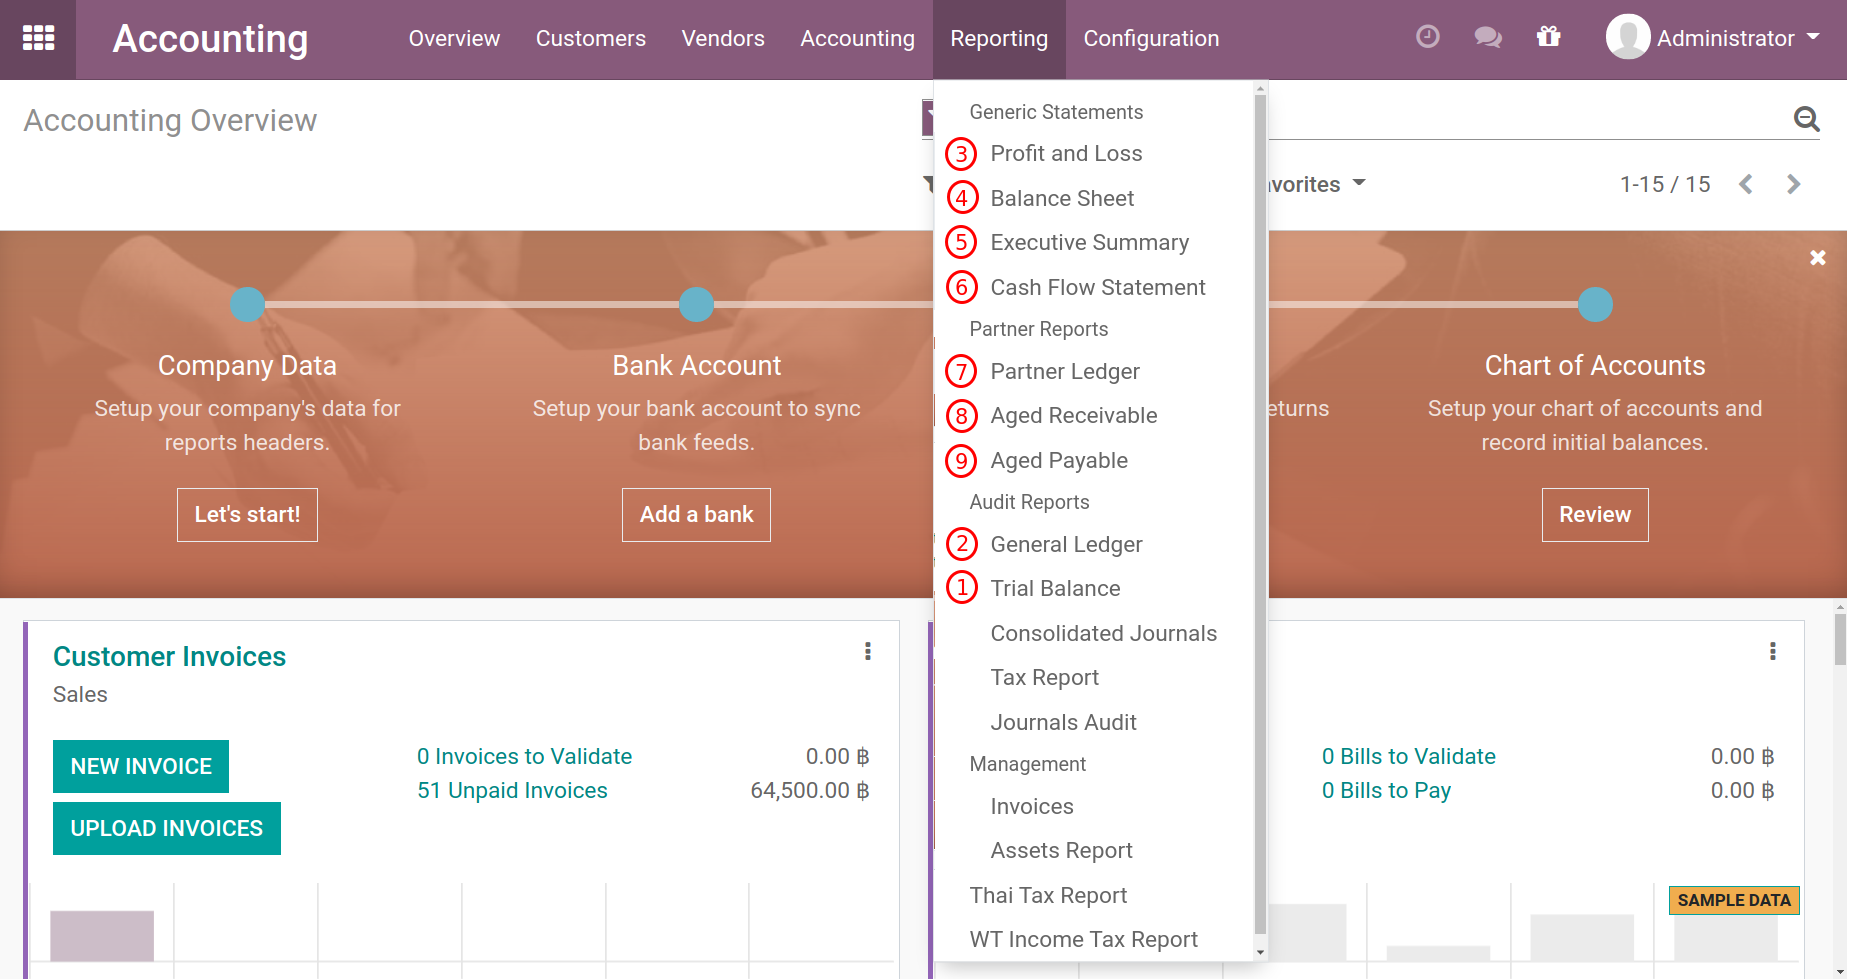 Accounting
Overview
Customers
Vendors
Accounting
Reporting
Configuration
Administrator
Accounting Overview
Generic Statements
3 Profit and Loss
4 Balance Sheet
5 Executive Summary
6 Cash Flow Statement
Partner Reports
7 Partner Ledger
8 Aged Receivable
9 Aged Payable
Audit Reports
2 General Ledger
1 Trial Balance
Consolidated Journals
Tax Report
Journals Audit
Management
Invoices
Assets Report
Thai Tax Report
WT Income Tax Report
vorites
1-15 / 15
Company Data
Setup your company's data for
reports headers.
Let's start!
Bank Account
Setup your bank account to sync
bank feeds.
Add a bank
eturns
Chart of Accounts
Setup your chart of accounts and
record initial balances.
Review
Customer Invoices
Sales
NEW INVOICE
UPLOAD INVOICES
0 Invoices to Validate 0.00 ฿
51 Unpaid Invoices 64,500.00 ฿
0 Bills to Validate 0.00 ฿
0 Bills to Pay 0.00 ฿
SAMPLE DATA